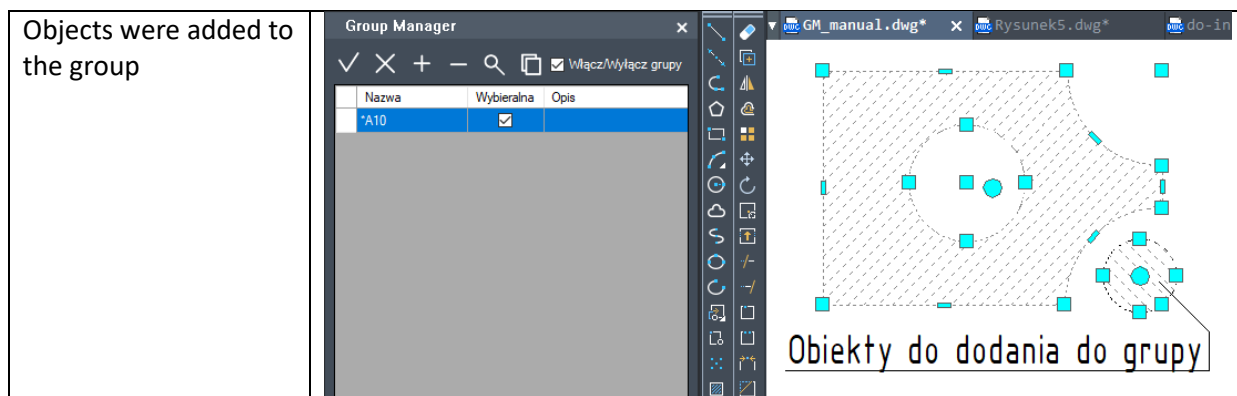 Objects were added to
the group
Group Manager
Włącz/Wyłącz grupy
Nazwa Wybieralna Opis
*A10
GM_manual.dwg* Rysunek5.dwg* do-in
Obiekty do dodania do grupy